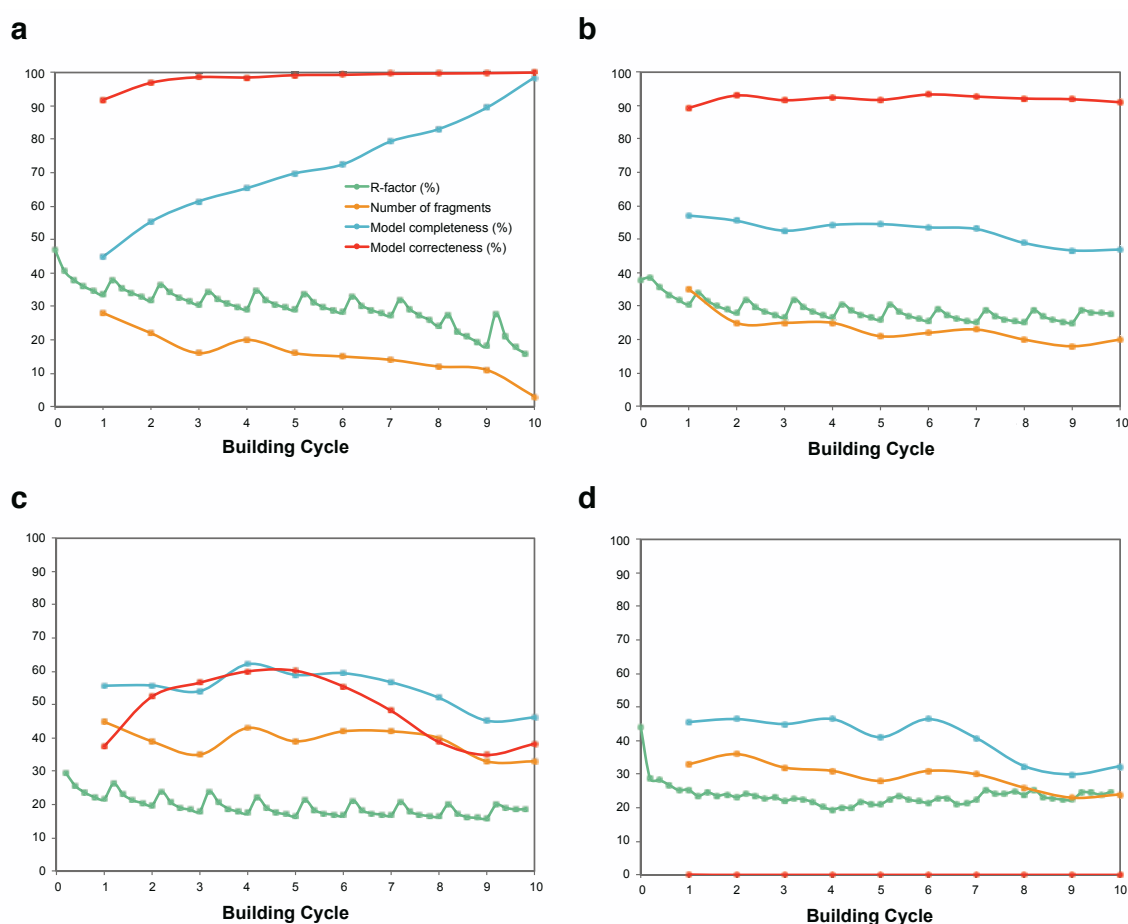 a
100
90
80
70
60
50
40
30
20
10
0
0 1 2 3 4 5 6 7 8 9 10
Building Cycle
R-factor (%)
Number of fragments
Model completeness (%)
Model correcteness (%)
b
100
90
80
70
60
50
40
30
20
10
0
0 1 2 3 4 5 6 7 8 9 10
Building Cycle
c
100
90
80
70
60
50
40
30
20
10
0
0 1 2 3 4 5 6 7 8 9 10
Building Cycle
d
100
90
80
70
60
50
40
30
20
10
0
0 1 2 3 4 5 6 7 8 9 10
Building Cycle